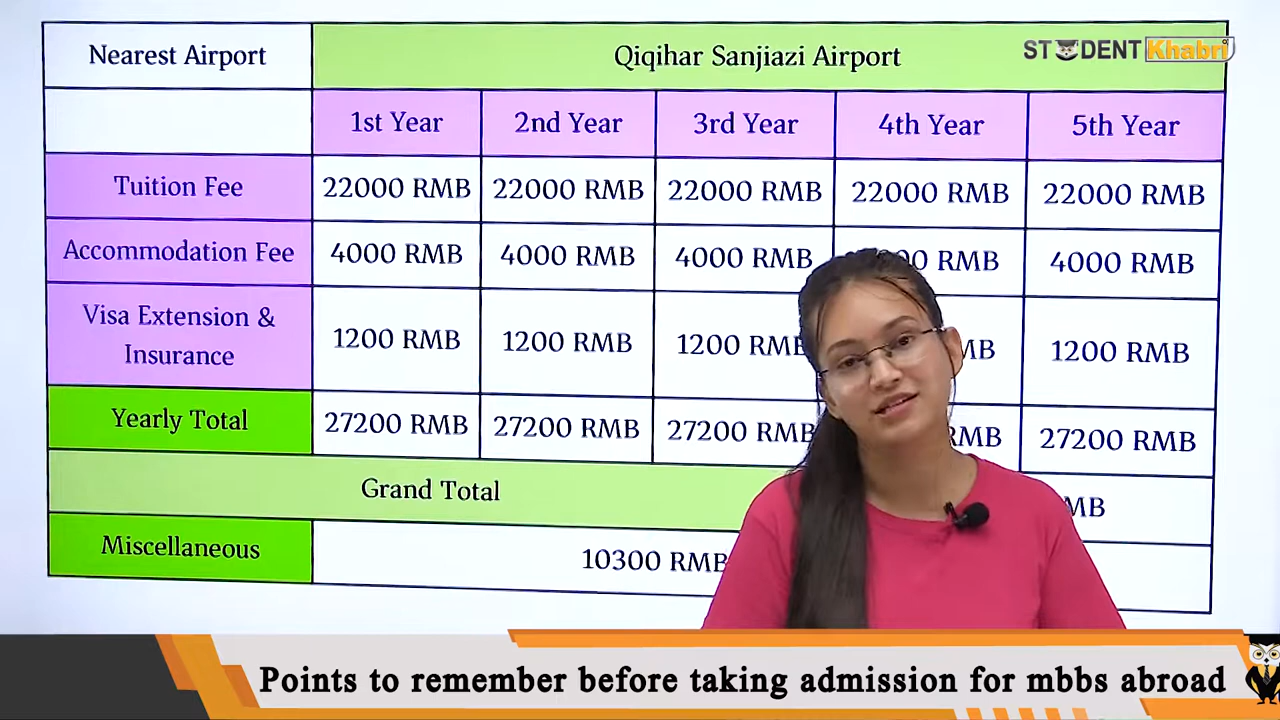 Nearest Airport Qiqihar Sanjiazi Airport
STUDENT Khabri
1st Year 2nd Year 3rd Year 4th Year 5th Year
Tuition Fee 22000 RMB 22000 RMB 22000 RMB 22000 RMB 22000 RMB
Accommodation Fee 4000 RMB 4000 RMB 4000 RMB RMB 4000 RMB
Visa Extension &
Insurance 1200 RMB 1200 RMB 1200 RMB 1200 RMB
Yearly Total 27200 RMB 27200 RMB 27200 RMB RMB 27200 RMB
Grand Total
Miscellaneous 10300 RMB
Points to remember before taking admission for mbbs abroad